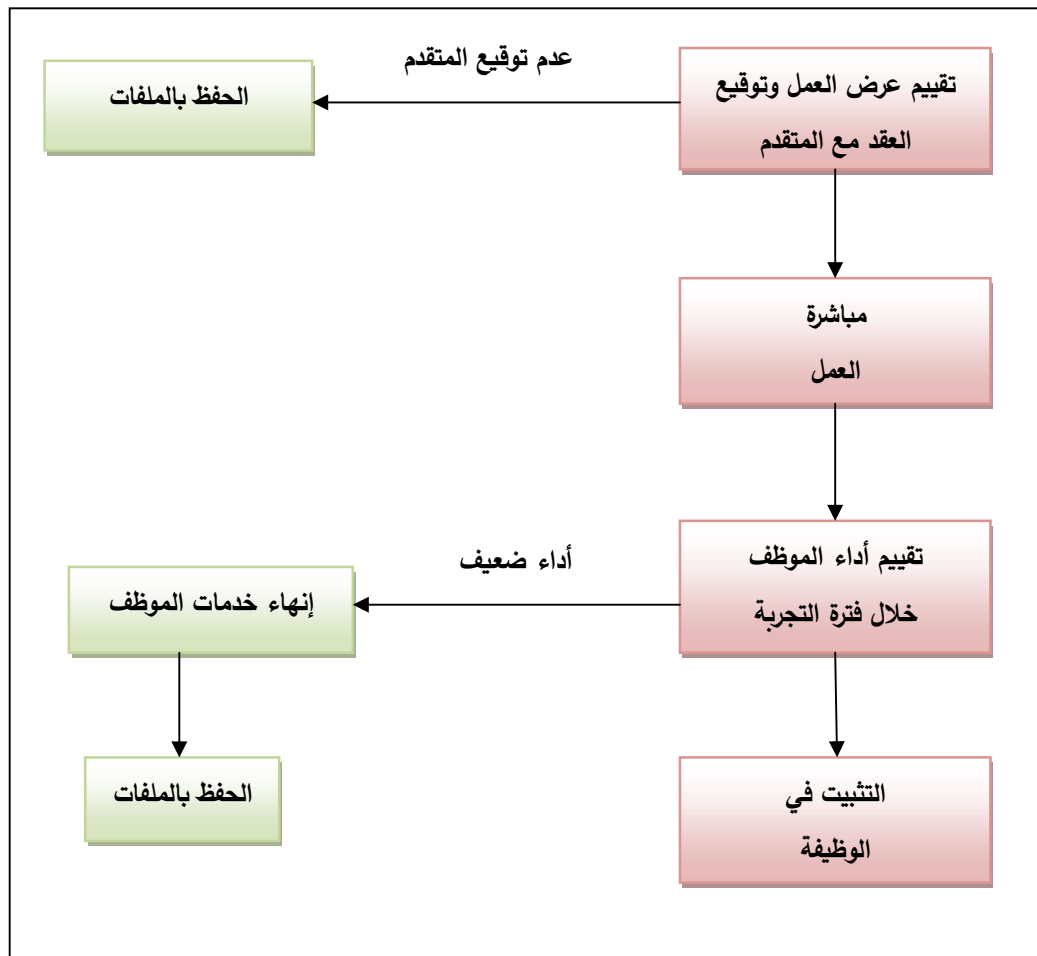 عدم توقيع المتقدم
تقييم عرض العمل وتوقيع
العقد مع المتقدم
الحفظ بالملفات
مباشرة
العمل
تقييم أداء الموظف
خلال فترة التجربة
أداء ضعيف
إنهاء خدمات الموظف
التثبيت في
الوظيفة
الحفظ بالملفات